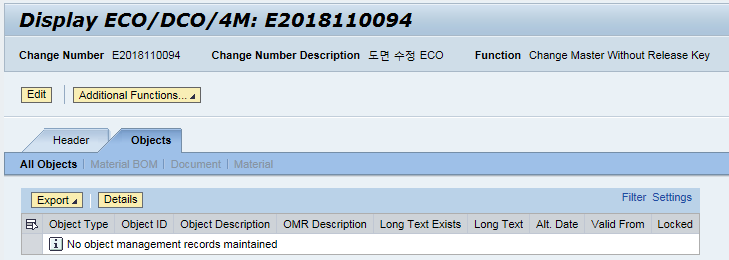 Display ECO/DCO/4M: E2018110094
Change Number E2018110094 Change Number Description 도면 수정 ECO Function Change Master Without Release Key
Edit Additional Functions...
Header Objects
All Objects Material BOM Document Material
Export Details Filter Settings
Object Type Object ID Object Description OMR Description Long Text Exists Long Text Alt. Date Valid From Locked
No object management records maintained